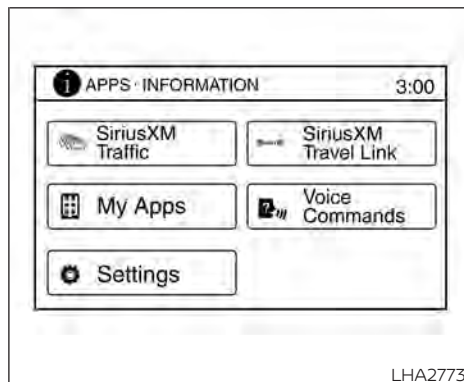 i APPS · INFORMATION 3:00
SiriusXM
Traffic
SiriusXM
Travel Link
My Apps
? Voice
Commands
Settings
LHA2773